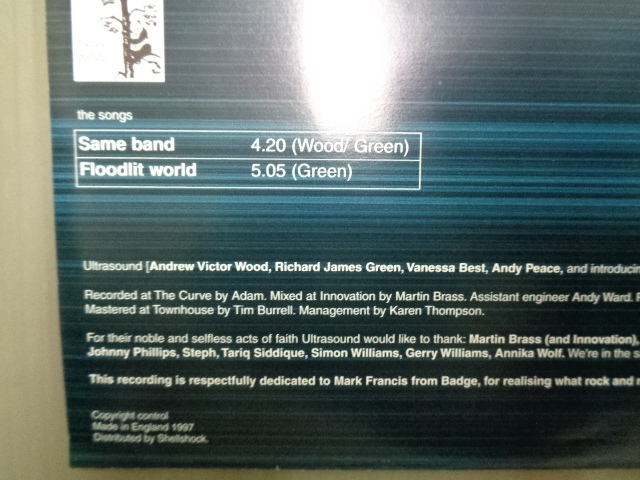 the songs
Same band 4.20 (Wood/ Green)
Floodlit world 5.05 (Green)
Ultrasound [Andrew Victor Wood, Richard James Green, Vanessa Best, Andy Peace, and
Recorded at The Curve by Adam. Mixed at Innovation by Martin Brass. Assistant engineer Andy Ward.
Mastered at Townhouse by Tim Burrell. Management by Karen Thompson.
For their noble and selfless acts of faith Ultrasound would like to thank: Martin Brass (and Innovation),
Johnny Phillips, Steph, Tariq Siddique, Simon Williams, Gerry Williams, Annika Wolf. We're in the
This recording is respectfully dedicated to Mark Francis from Badge, for realising what rock and
Copyright control
Made in England 1997
Distributed by Shellshock.